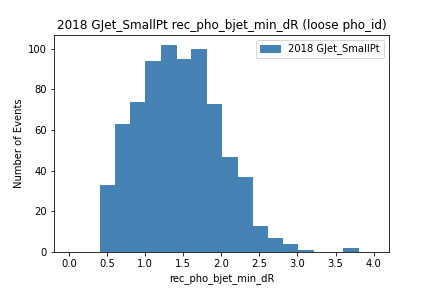 2018 GJet_SmallPt rec_pho_bjet_min_dR (loose pho_id)
2018 GJet_SmallPt
Number of Events
100
80
60
40
20
0
0.0 0.5 1.0 1.5 2.0 2.5 3.0 3.5 4.0
rec_pho_bjet_min_dR